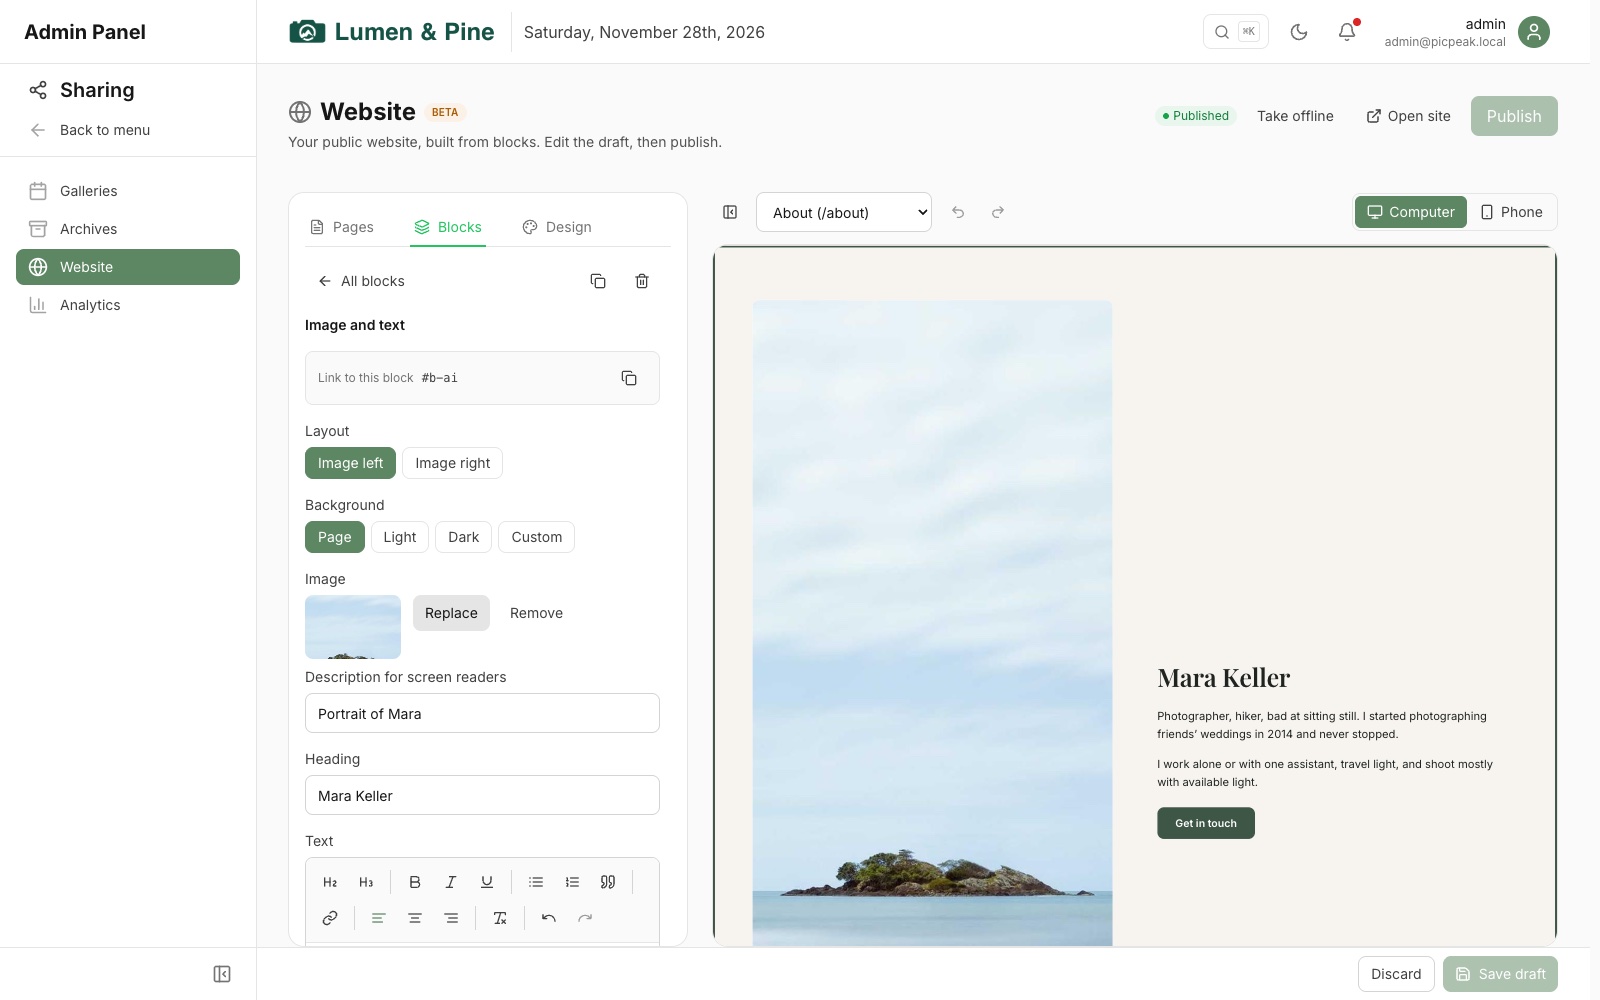 Admin Panel
Lumen & Pine
Saturday, November 28th, 2026
⌘K
admin
admin@picpeak.local
Sharing
Back to menu
Galleries
Archives
Website
Analytics
Website BETA
Your public website, built from blocks. Edit the draft, then publish.
Published
Take offline
Open site
Publish
Pages
Blocks
Design
All blocks
Image and text
Link to this block #b-ai
Layout
Image left
Image right
Background
Page
Light
Dark
Custom
Image
Replace
Remove
Description for screen readers
Portrait of Mara
Heading
Mara Keller
Text
H2
H3
B
I
U
About (/about)
Computer
Phone
Mara Keller
Photographer, hiker, bad at sitting still. I started photographing
friends’ weddings in 2014 and never stopped.
I work alone or with one assistant, travel light, and shoot mostly
with available light.
Get in touch
Discard
Save draft